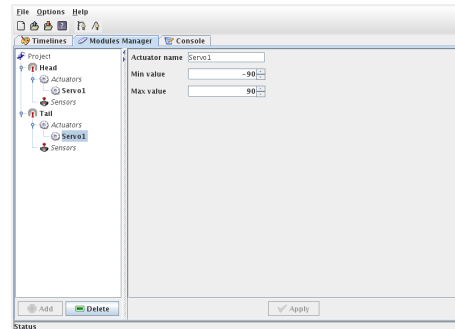 File Options Help
Timelines Modules Manager Console
Project
Head
Actuators
Servo1
Sensors
Tail
Actuators
Servo1
Sensors
Actuator name Servo1
Min value -90
Max value 90
Add Delete Apply
Status